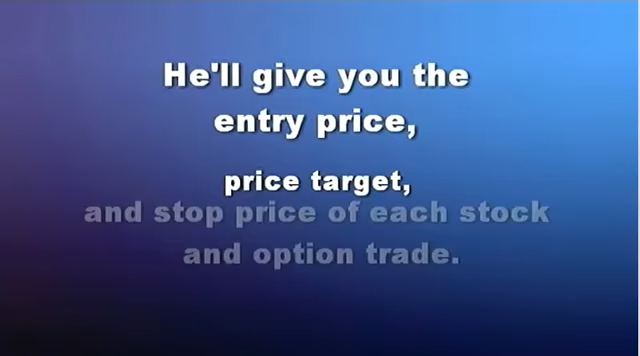 He'll give you the
entry price,
price target,
and stop price of each stock
and option trade.